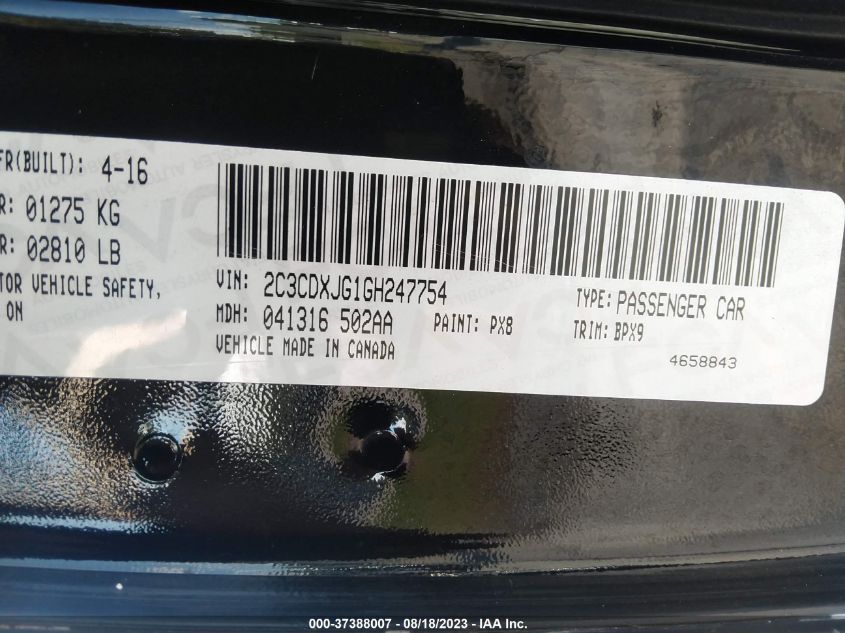 FR(BUILT): 4-16
R: 01275 KG
R: 02810 LB
TOR VEHICLE SAFETY,
ON
VIN: 2C3CDXJG1GH247754
MDH: 041316 502AA
PAINT: PX8
VEHICLE MADE IN CANADA
TYPE: PASSENGER CAR
TRIM: BPX9
4658843
000-37388007 - 08/18/2023 - IAA Inc.